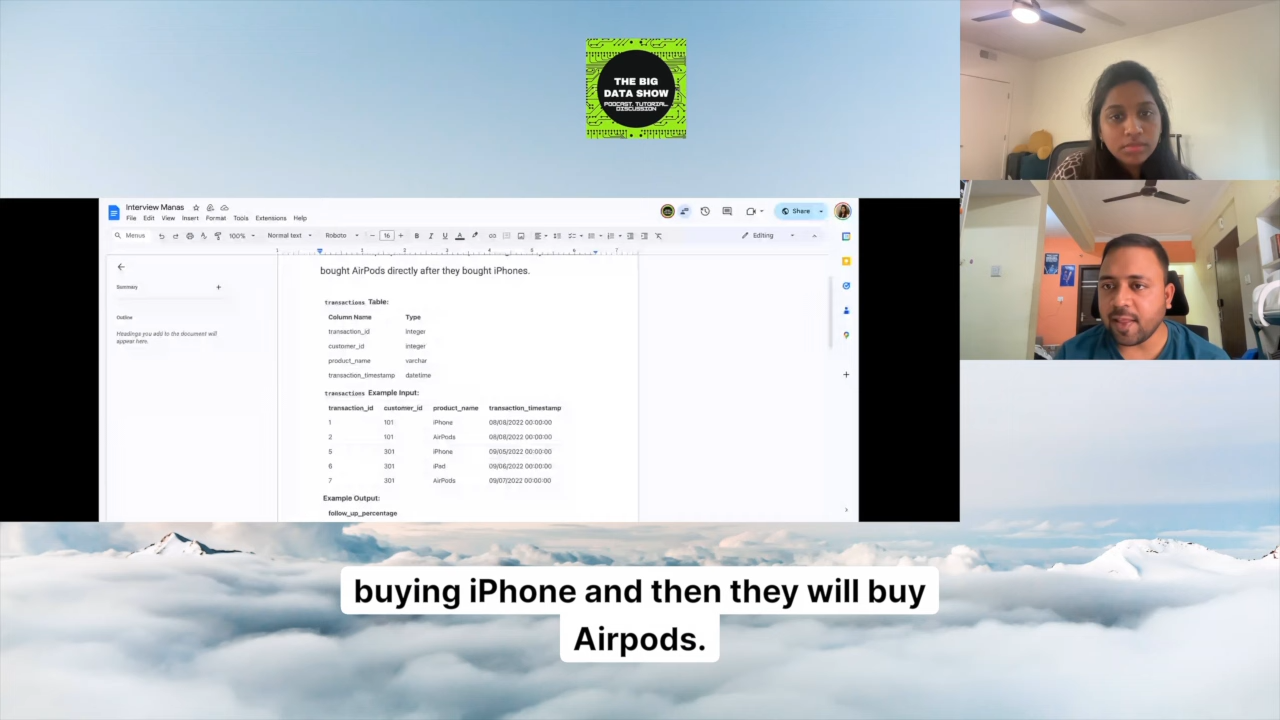 THE BIG
DATA SHOW
PODCAST, TUTORIAL,
DISCUSSION
Interview Manas
File Edit View Insert Format Tools Extensions Help
Share
Menus 100% Normal text Roboto 16 B I U A Editing
Summary
Outline
Headings you add to the document will
appear here.
bought AirPods directly after they bought iPhones.
transactions Table:
Column Name Type
transaction_id integer
customer_id integer
product_name varchar
transaction_timestamp datetime
transactions Example Input:
transaction_id customer_id product_name transaction_timestamp
1 101 iPhone 08/08/2022 00:00:00
2 101 AirPods 08/08/2022 00:00:00
5 301 iPhone 09/05/2022 00:00:00
6 301 iPad 09/06/2022 00:00:00
7 301 AirPods 09/07/2022 00:00:00
Example Output:
follow_up_percentage
buying iPhone and then they will buy
Airpods.